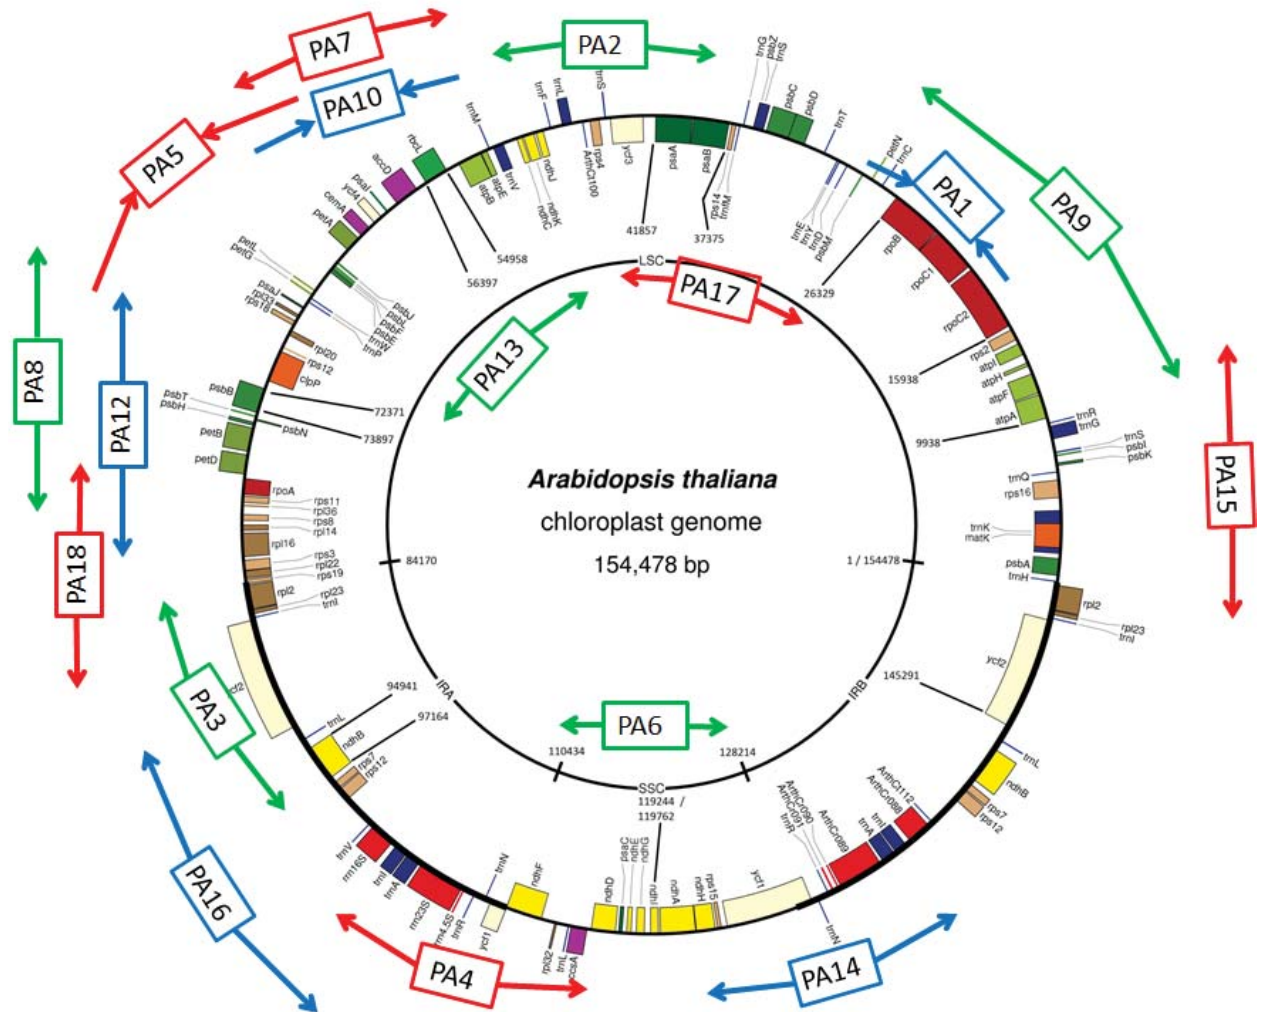 PA7
PA2
PA10
PA5
PA1
PA9
PA17
PA13
PA8
PA12
PA15
PA18
PA3
PA6
PA16
PA4
PA14
Arabidopsis thaliana
chloroplast genome
154,478 bp
LSC
IRA
IRB
SSC
41857
37375
26329
15938
9938
1 / 154478
145291
128214
119244 /
119762
110434
97164
94941
84170
73897
72371
56397
54958
trnG
psbZ
trnS
psbC
psbD
trnT
petN
trnC
rpoB
rpoC1
rpoC2
rps2
atpI
atpH
atpF
atpA
trnR
trnG
trnS
psbI
psbK
trnQ
rps16
trnK
matK
psbA
trnH
rpl2
rpl23
trnI
ycf2
trnL
ndhB
rps7
rps12
ArthCt112
ArthCr088
trnI
trnA
ArthCr089
ArthCr090
ArthCr091
trnR
trnN
ycf1
rps15
ndhH
ndhA
ndhI
ndhG
ndhE
psaC
ndhD
ccsA
trnL
rpl32
ndhF
ycf1
trnN
trnR
rrn4.5S
rrn23S
trnA
trnI
rrn16S
trnV
rps12
rps7
ndhB
trnL
cf2
trnI
rpl23
rpl2
rps19
rpl22
rps3
rpl16
rpl14
rps8
rpl36
rps11
rpoA
petD
petB
psbN
psbH
psbT
psbB
clpP
rps12
rpl20
rps18
rpl33
psaJ
trnP
trnW
psbE
psbF
psbL
psbJ
petG
petL
petA
cemA
ycf4
psaI
accD
rbcL
atpB
atpE
trnM
trnV
ndhC
ndhK
ndhJ
trnF
trnL
ArthCt100
rps4
trnS
ycf3
psaA
psaB
rps14
trnfM
trnE
trnY
trnD
psbM